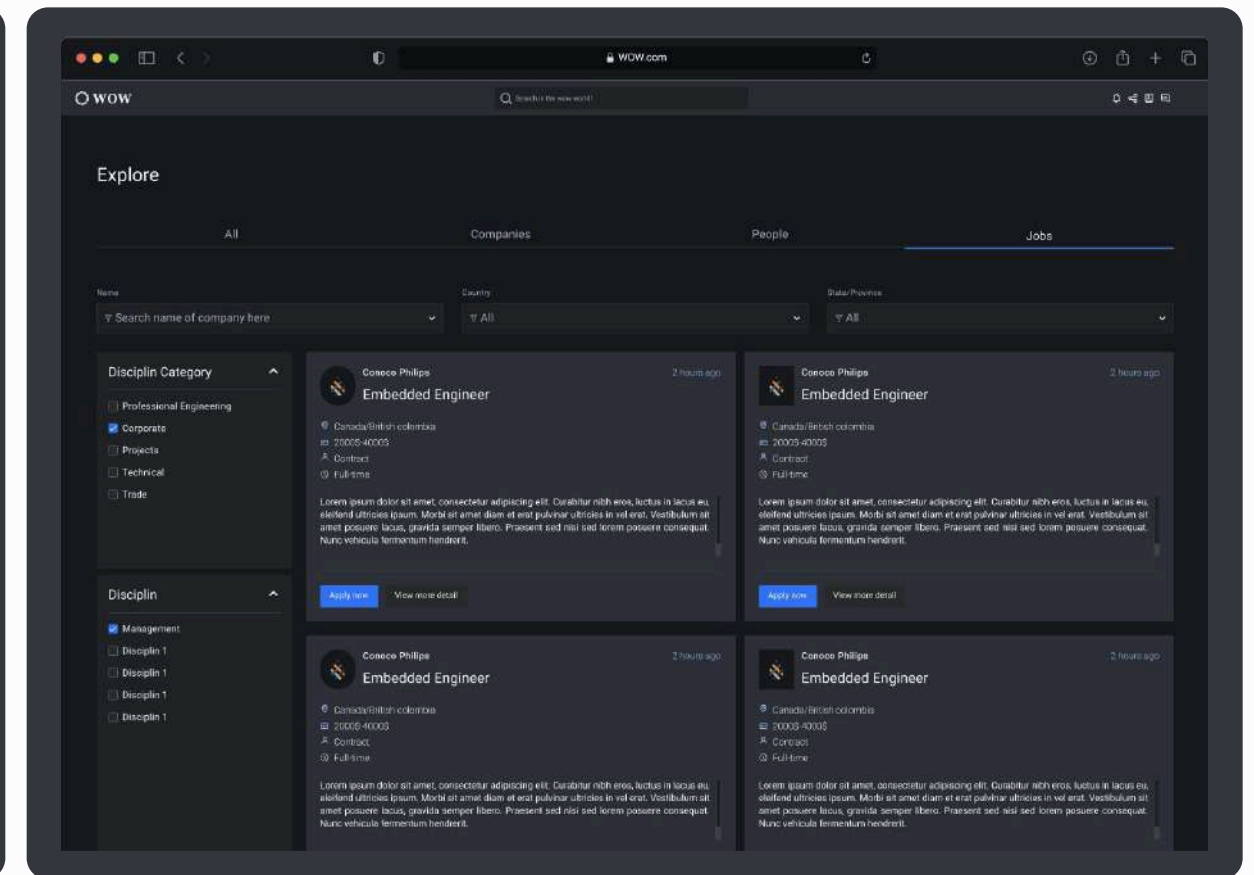 WOW.com
WOW
Search in the wow world!
Explore
All Companies People Jobs
Name Country State/Province
Search name of company here All All
Disciplin Category
Professional Engineering
Corporate
Projects
Technical
Trade
Disciplin
Management
Disciplin 1
Disciplin 1
Disciplin 1
Disciplin 1
Conoco Philips 2 hours ago
Embedded Engineer
Canada/British colombia
2000$-4000$
Contract
Full-time
Lorem ipsum dolor sit amet, consectetur adipiscing elit. Curabitur nibh eros, luctus in lacus eu,
eleifend ultricies ipsum. Morbi sit amet diam et erat pulvinar ultricies in vel erat. Vestibulum sit
amet posuere lacus, gravida semper libero. Praesent sed nisi sed lorem posuere consequat.
Nunc vehicula fermentum hendrerit.
Apply now View more detail
Conoco Philips 2 hours ago
Embedded Engineer
Canada/British colombia
2000$-4000$
Contract
Full-time
Lorem ipsum dolor sit amet, consectetur adipiscing elit. Curabitur nibh eros, luctus in lacus eu,
eleifend ultricies ipsum. Morbi sit amet diam et erat pulvinar ultricies in vel erat. Vestibulum sit
amet posuere lacus, gravida semper libero. Praesent sed nisi sed lorem posuere consequat.
Nunc vehicula fermentum hendrerit.
Apply now View more detail
Conoco Philips 2 hours ago
Embedded Engineer
Canada/British colombia
2000$-4000$
Contract
Full-time
Lorem ipsum dolor sit amet, consectetur adipiscing elit. Curabitur nibh eros, luctus in lacus eu,
eleifend ultricies ipsum. Morbi sit amet diam et erat pulvinar ultricies in vel erat. Vestibulum sit
amet posuere lacus, gravida semper libero. Praesent sed nisi sed lorem posuere consequat.
Nunc vehicula fermentum hendrerit.
Conoco Philips 2 hours ago
Embedded Engineer
Canada/British colombia
2000$-4000$
Contract
Full-time
Lorem ipsum dolor sit amet, consectetur adipiscing elit. Curabitur nibh eros, luctus in lacus eu,
eleifend ultricies ipsum. Morbi sit amet diam et erat pulvinar ultricies in vel erat. Vestibulum sit
amet posuere lacus, gravida semper libero. Praesent sed nisi sed lorem posuere consequat.
Nunc vehicula fermentum hendrerit.